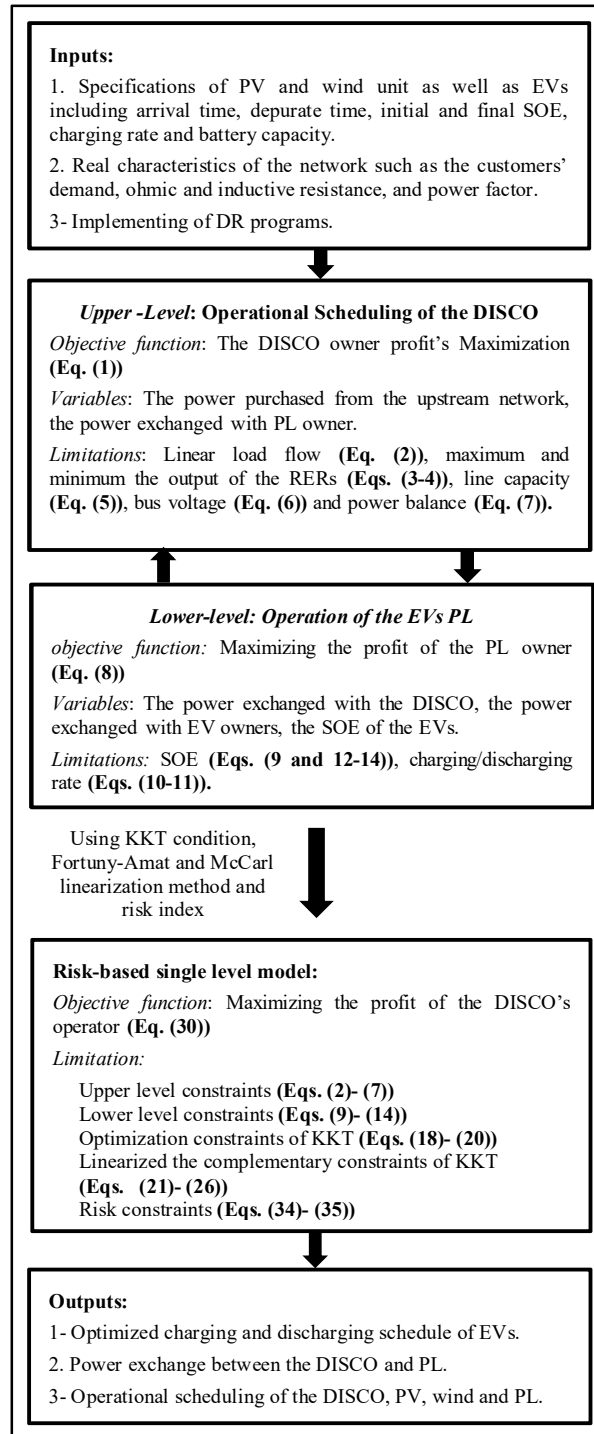 Inputs:
1. Specifications of PV and wind unit as well as EVs
including arrival time, depurate time, initial and final SOE,
charging rate and battery capacity.
2. Real characteristics of the network such as the customers'
demand, ohmic and inductive resistance, and power factor.
3- Implementing of DR programs.
Upper -Level: Operational Scheduling of the DISCO
Objective function: The DISCO owner profit's Maximization
(Eq. (1))
Variables: The power purchased from the upstream network,
the power exchanged with PL owner.
Limitations: Linear load flow (Eq. (2)), maximum and
minimum the output of the RERs (Eqs. (3-4)), line capacity
(Eq. (5)), bus voltage (Eq. (6)) and power balance (Eq. (7)).
Lower-level: Operation of the EVs PL
objective function: Maximizing the profit of the PL owner
(Eq. (8))
Variables: The power exchanged with the DISCO, the power
exchanged with EV owners, the SOE of the EVs.
Limitations: SOE (Eqs. (9 and 12-14)), charging/discharging
rate (Eqs. (10-11)).
Using KKT condition,
Fortuny-Amat and McCarl
linearization method and
risk index
Risk-based single level model:
Objective function: Maximizing the profit of the DISCO's
operator (Eq. (30))
Limitation:
Upper level constraints (Eqs. (2)- (7))
Lower level constraints (Eqs. (9)- (14))
Optimization constraints of KKT (Eqs. (18)- (20))
Linearized the complementary constraints of KKT
(Eqs. (21)- (26))
Risk constraints (Eqs. (34)- (35))
Outputs:
1- Optimized charging and discharging schedule of EVs.
2. Power exchange between the DISCO and PL.
3- Operational scheduling of the DISCO, PV, wind and PL.